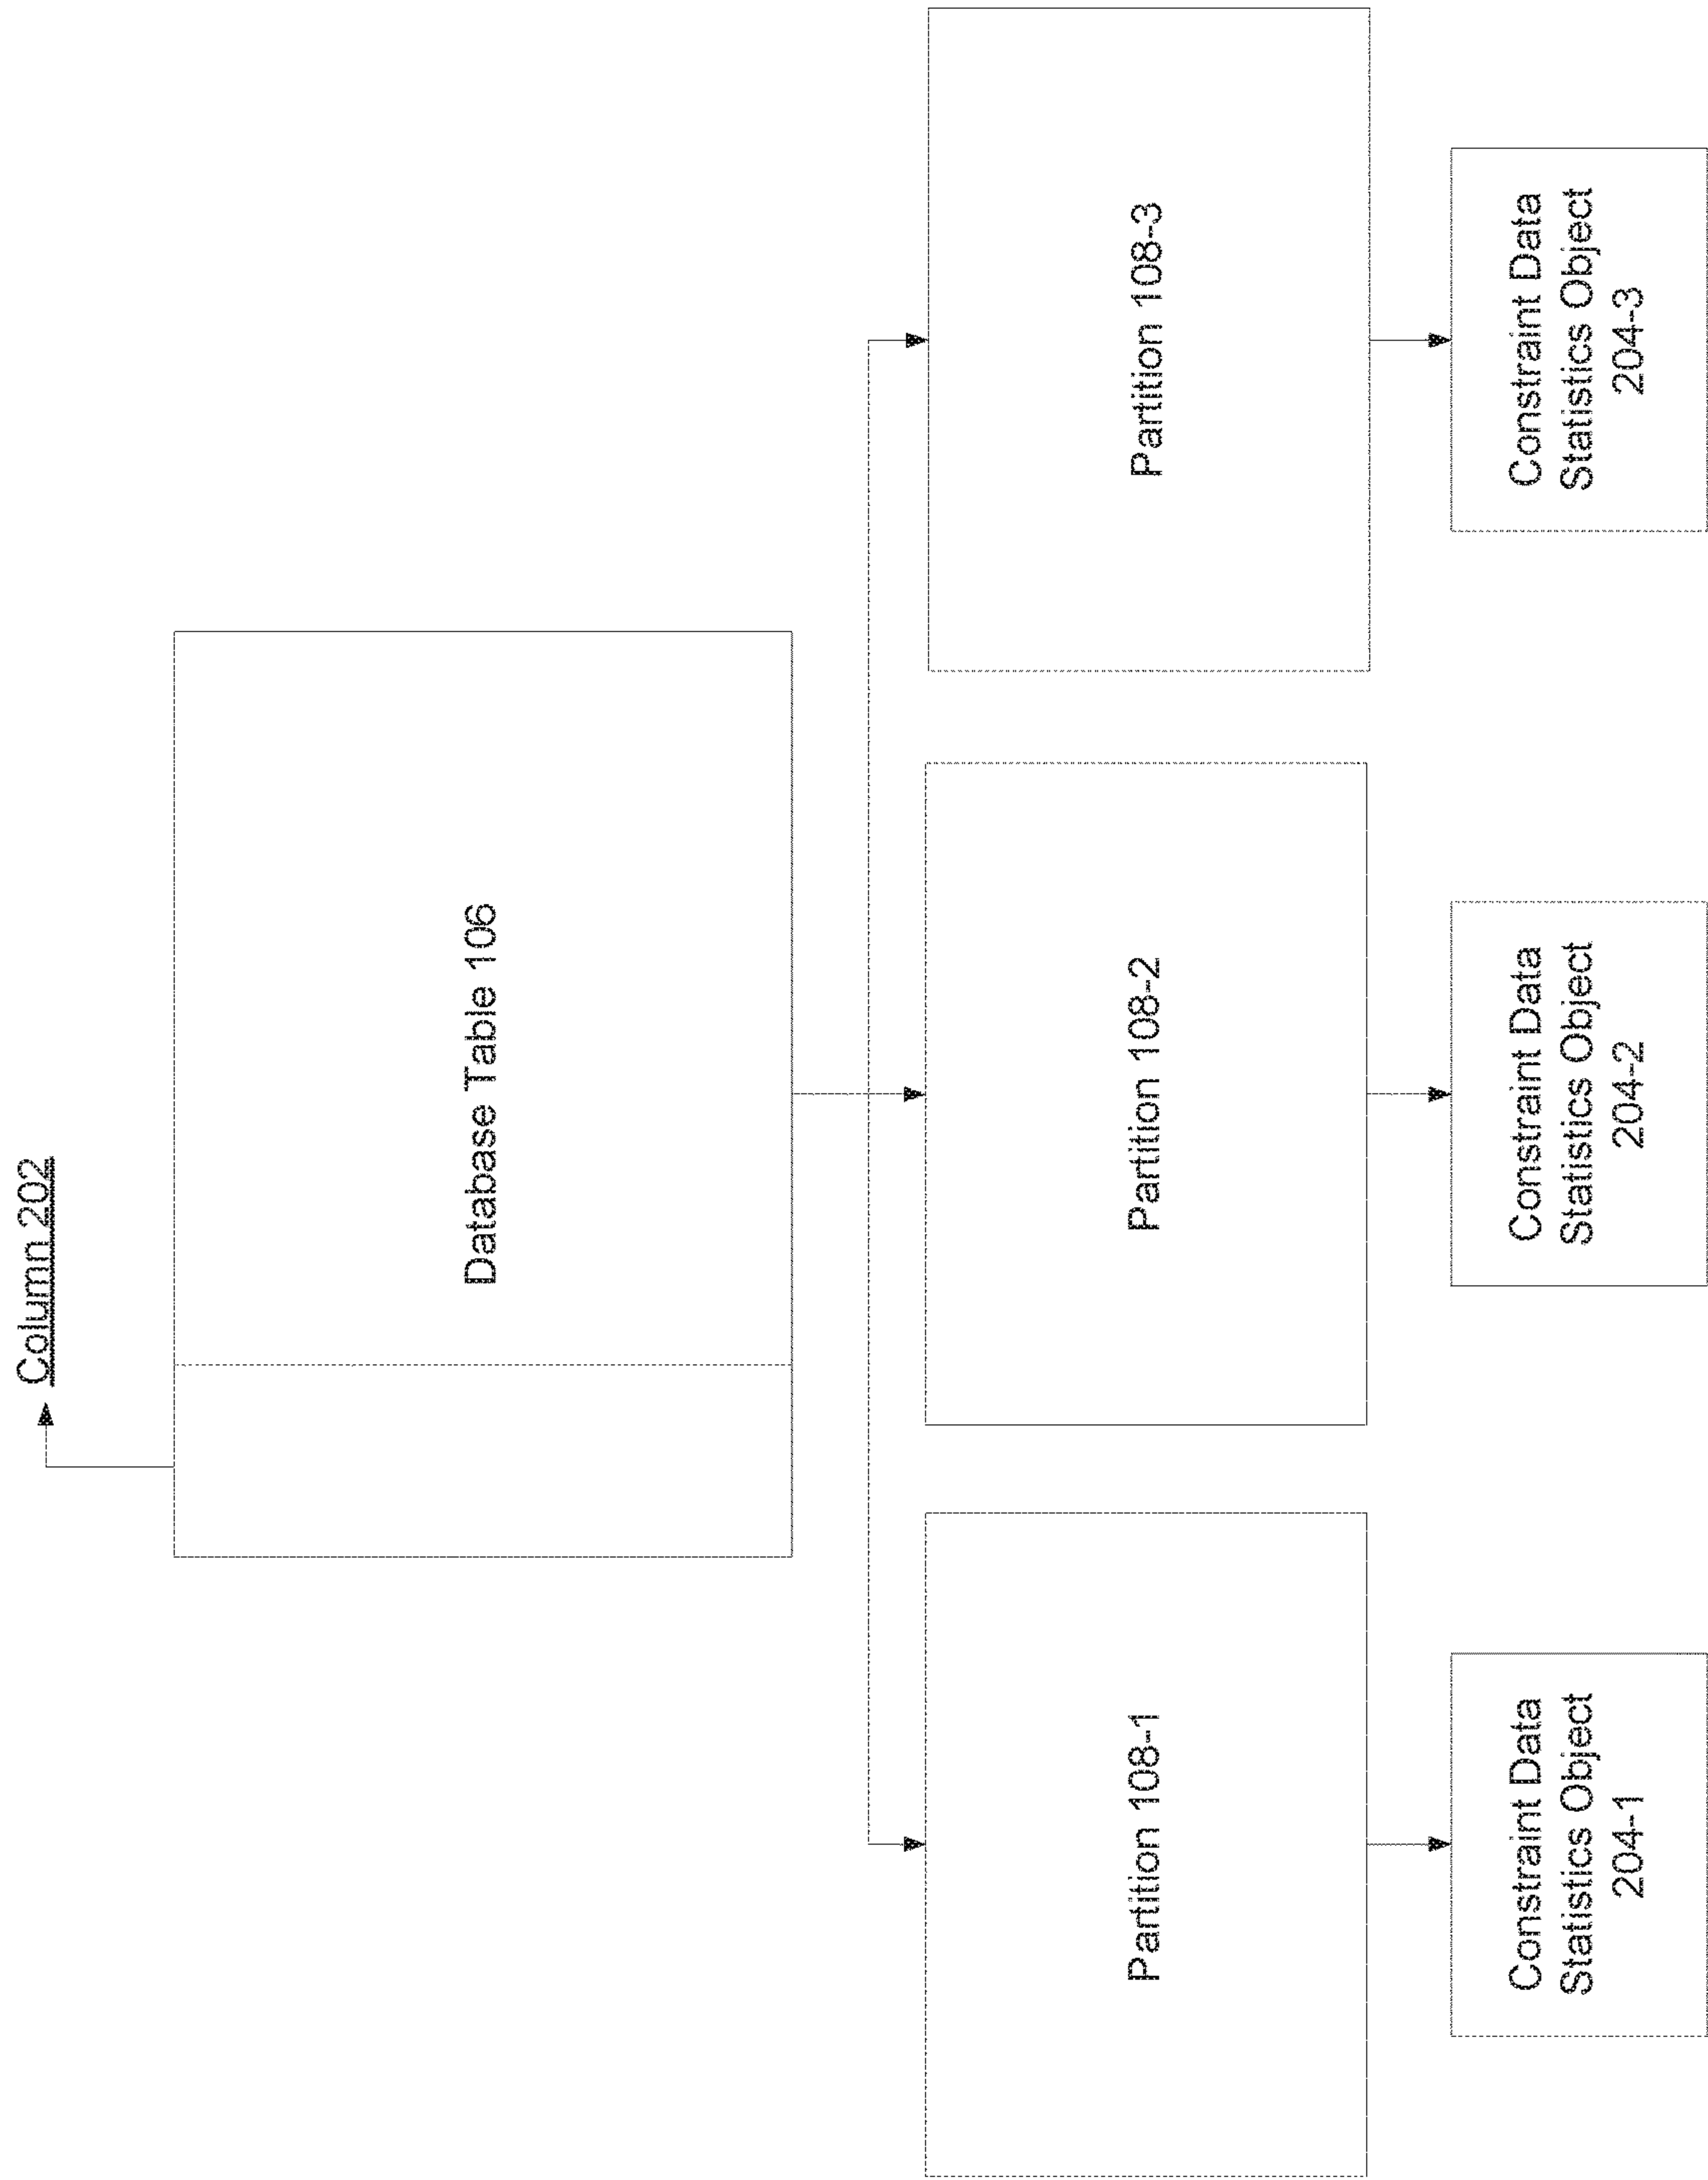 Column 202
Database Table 106
Partition 108-1
Partition 108-2
Partition 108-3
Constraint Data
Statistics Object
204-1
Constraint Data
Statistics Object
204-2
Constraint Data
Statistics Object
204-3